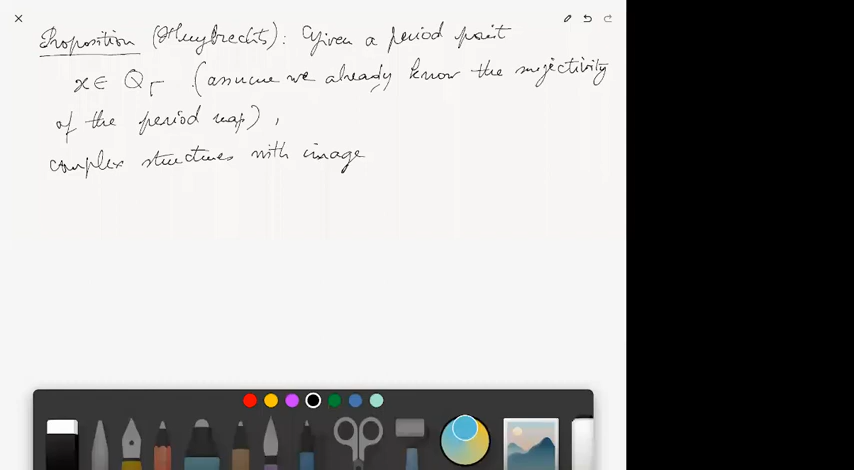 Proposition (Huybrechts): Given a period point
x ∈ Q_Γ (assume we already know the surjectivity
of the period map),
complex structures with image